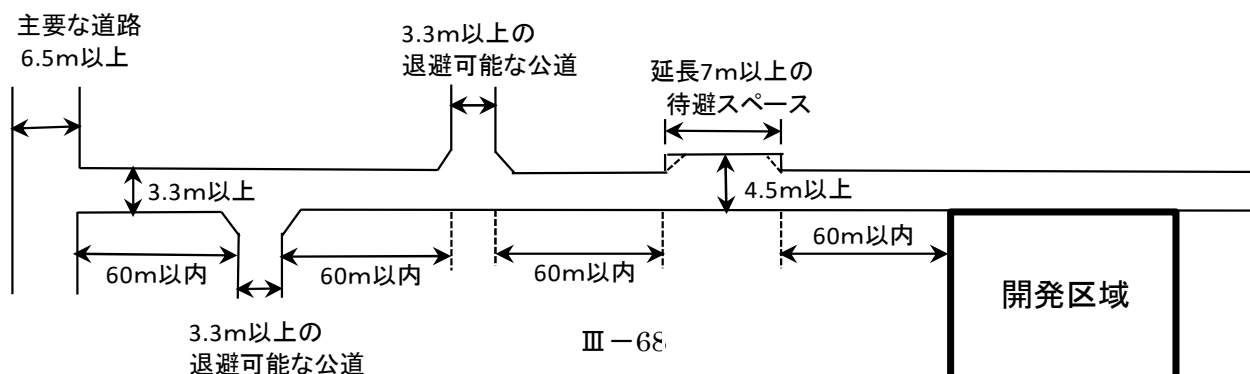 主要な道路
6.5m以上
3.3m以上の
退避可能な公道
延長7m以上の
待避スペース
3.3m以上
4.5m以上
60m以内
60m以内
60m以内
60m以内
3.3m以上の
退避可能な公道
開発区域
Ⅲ－68